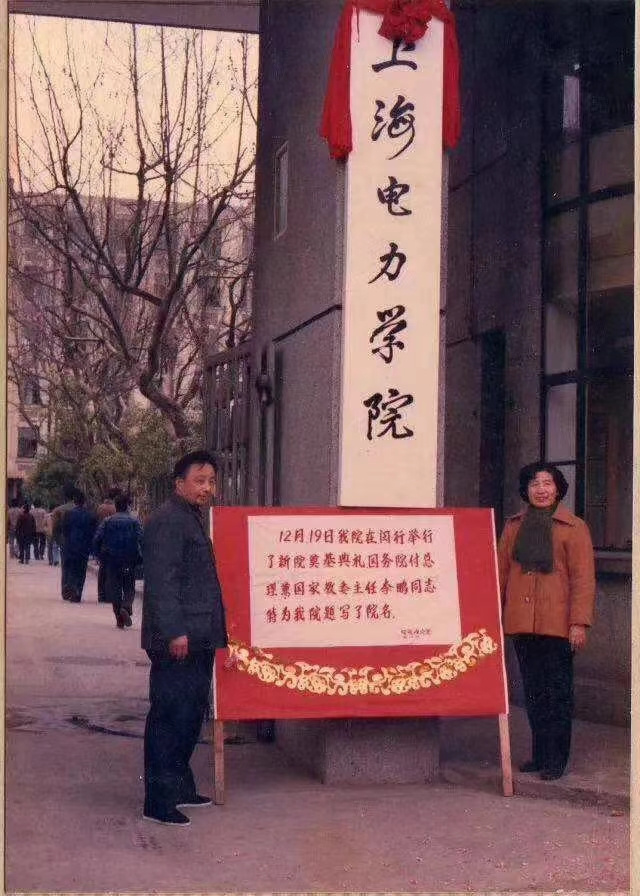 上海电力学院
12月19日我院在闵行举行
了新院奠基典礼国务院付总
理兼国家教委主任李鹏同志
特为我院题写了院名.